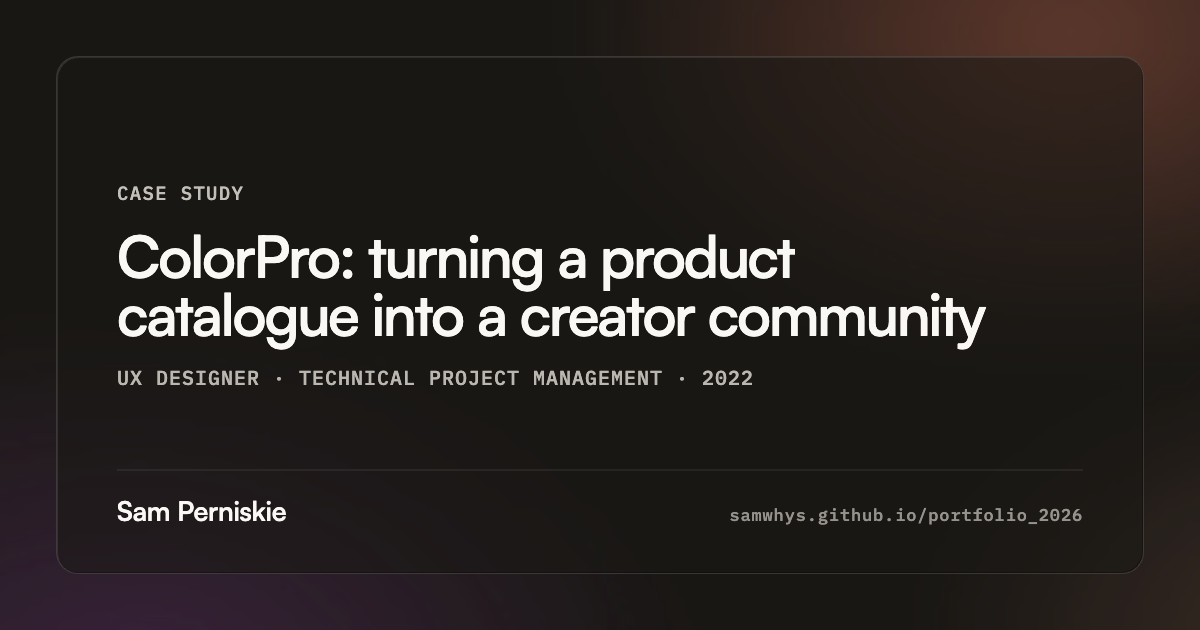 CASE STUDY
ColorPro: turning a product
catalogue into a creator community
UX DESIGNER · TECHNICAL PROJECT MANAGEMENT · 2022
Sam Perniskie
samwhys.github.io/portfolio_2026